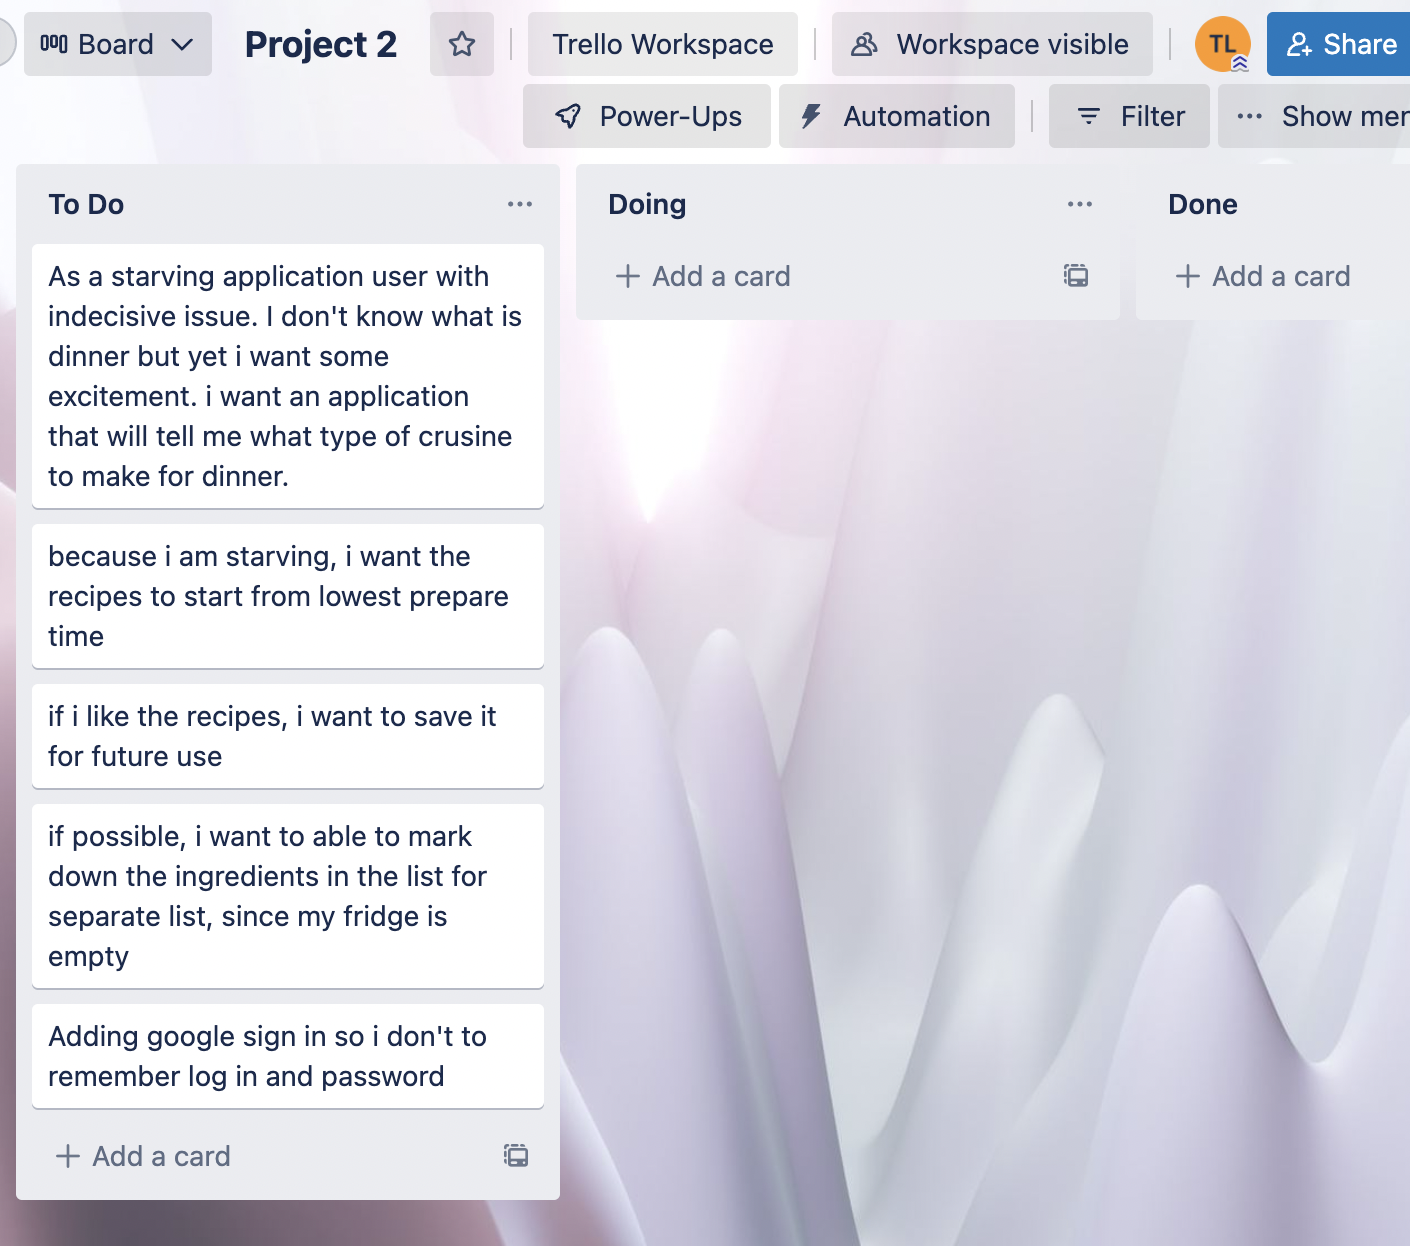 Board
Project 2
Trello Workspace
Workspace visible
TL
Share
Power-Ups
Automation
Filter
Show
To Do
As a starving application user with
indecisive issue. I don't know what is
dinner but yet i want some
excitement. i want an application
that will tell me what type of crusine
to make for dinner.
because i am starving, i want the
recipes to start from lowest prepare
time
if i like the recipes, i want to save it
for future use
if possible, i want to able to mark
down the ingredients in the list for
separate list, since my fridge is
empty
Adding google sign in so i don't to
remember log in and password
Add a card
Doing
Add a card
Done
Add a card